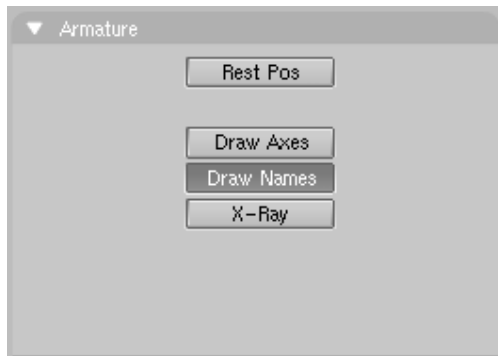 Armature
Rest Pos
Draw Axes
Draw Names
X-Ray